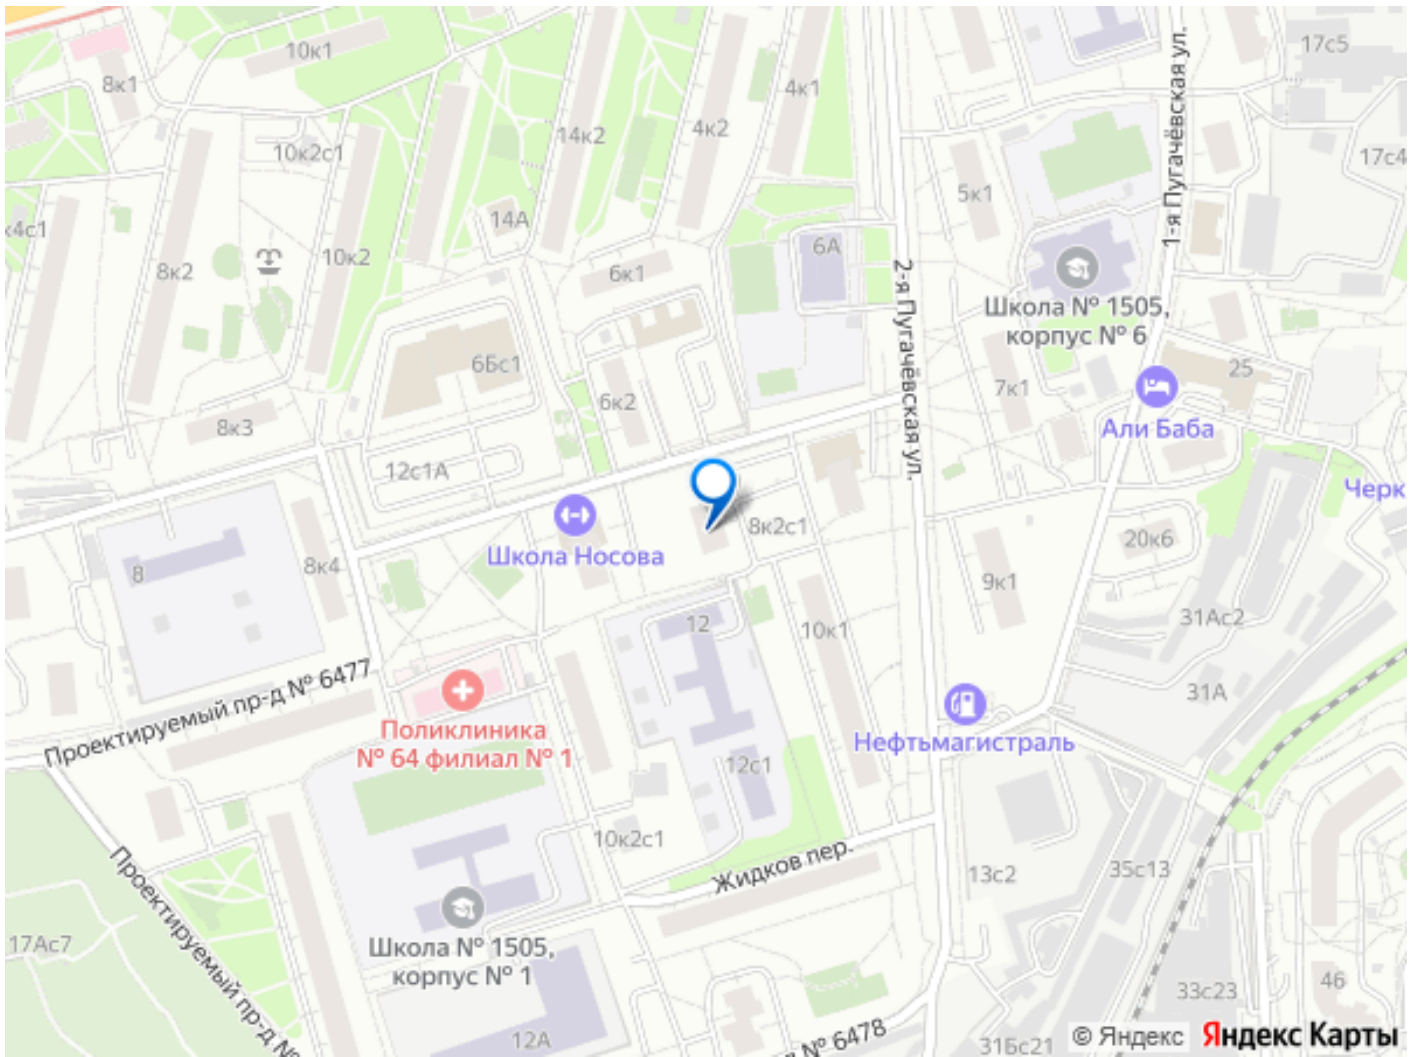 10к1
8к1
17с5
4к1
4к2
14к2
1-я Пугачёвская ул.
10к2с1
17с4
5к1
14А
к4с1
6А
8к2
10к2
6к1
2-я Пугачёвская ул.
Школа № 1505,
корпус № 6
6Бс1
25
7к1
6к2
8к3
Али Баба
12с1А
Черк
Школа Носова
8к2с1
20к6
8
8к4
9к1
12
10к1
31Ас2
Проектируемый пр-д № 6477
31А
Поликлиника
№ 64 филиал № 1
Нефтьмагистраль
12с1
10к2с1
Жидков пер.
13с2
35с13
Проектируемый пр-д №
17Ас7
Школа № 1505,
корпус № 1
46
33с23
12А
№ 6478
31Бс21
© Яндекс
Яндекс Карты